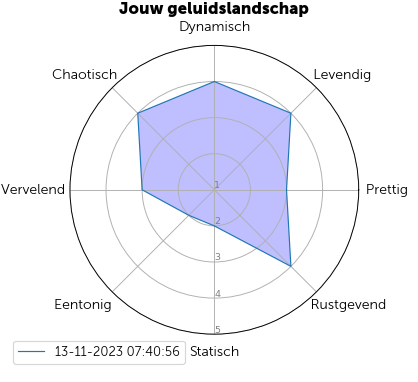 Jouw geluidslandschap
Dynamisch
Chaotisch
Levendig
Vervelend
1
Prettig
2
3
4
Eentonig
Rustgevend
5
13-11-2023 07:40:56
Statisch